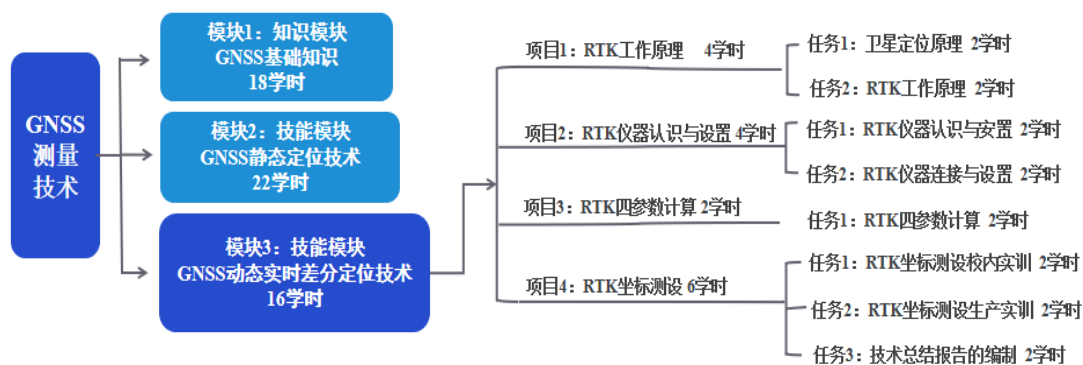 GNSS
测量
技术
模块1：知识模块
GNSS基础知识
18学时
模块2：技能模块
GNSS静态定位技术
22学时
模块3：技能模块
GNSS动态实时差分定位技术
16学时
项目1：RTK工作原理 4学时
任务1：卫星定位原理 2学时
任务2：RTK工作原理 2学时
项目2：RTK仪器认识与设置 4学时
任务1：RTK仪器认识与安置 2学时
任务2：RTK仪器连接与设置 2学时
项目3：RTK四参数计算 2学时
任务1：RTK四参数计算 2学时
项目4：RTK坐标测设 6学时
任务1：RTK坐标测设校内实训 2学时
任务2：RTK坐标测设生产实训 2学时
任务3：技术总结报告的编制 2学时